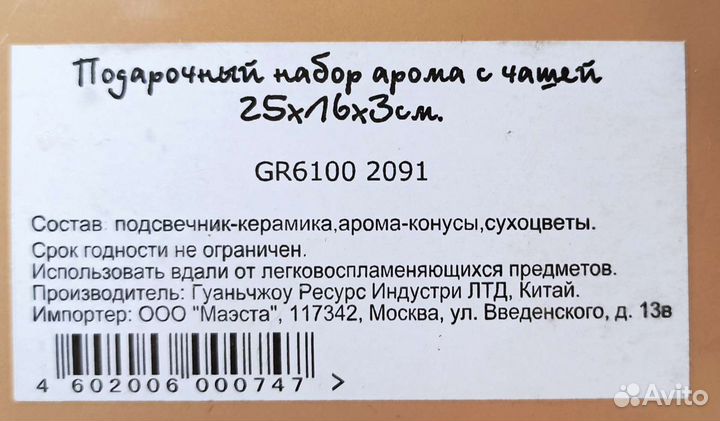 Подарочный набор арома с чашей
25х16х3см.
GR6100 2091
Состав: подсвечник-керамика,арома-конусы,сухоцветы.
Срок годности не ограничен.
Использовать вдали от легковоспламеняющихся предметов.
Производитель: Гуаньчжоу Ресурс Индустри ЛТД, Китай.
Импортер: ООО "Маэста", 117342, Москва, ул. Введенского, д. 13в
4 602006 000747 >
Avito